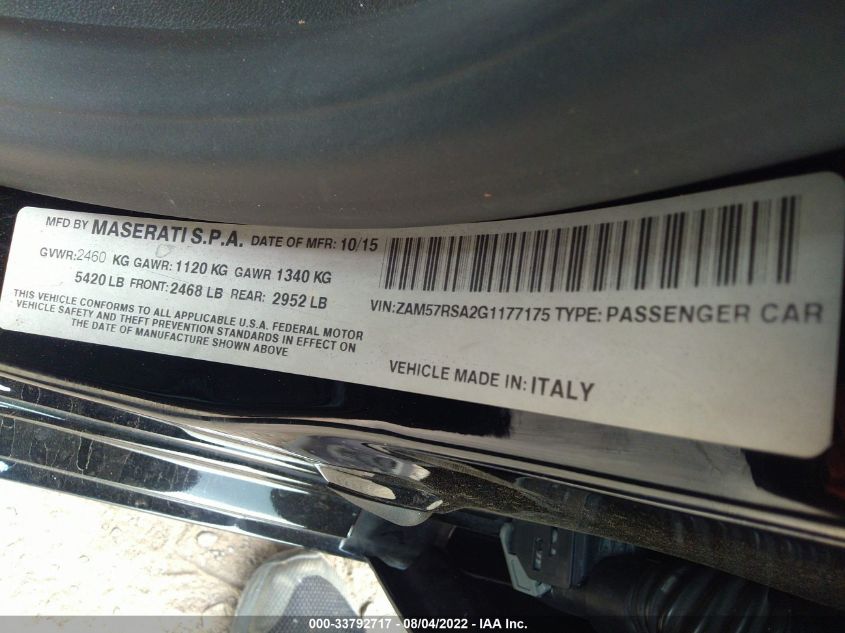 MFD BY MASERATI S.P.A. DATE OF MFR: 10/15
GVWR:2460 KG GAWR: 1120 KG GAWR 1340 KG
5420 LB FRONT: 2468 LB REAR: 2952 LB
THIS VEHICLE CONFORMS TO ALL APPLICABLE U.S.A. FEDERAL MOTOR
VEHICLE SAFETY AND THEFT PREVENTION STANDARDS IN EFFECT ON
THE DATE OF MANUFACTURE SHOWN ABOVE
VIN:ZAM57RSA2G1177175 TYPE: PASSENGER CAR
VEHICLE MADE IN: ITALY
000-33792717 - 08/04/2022 - IAA Inc.